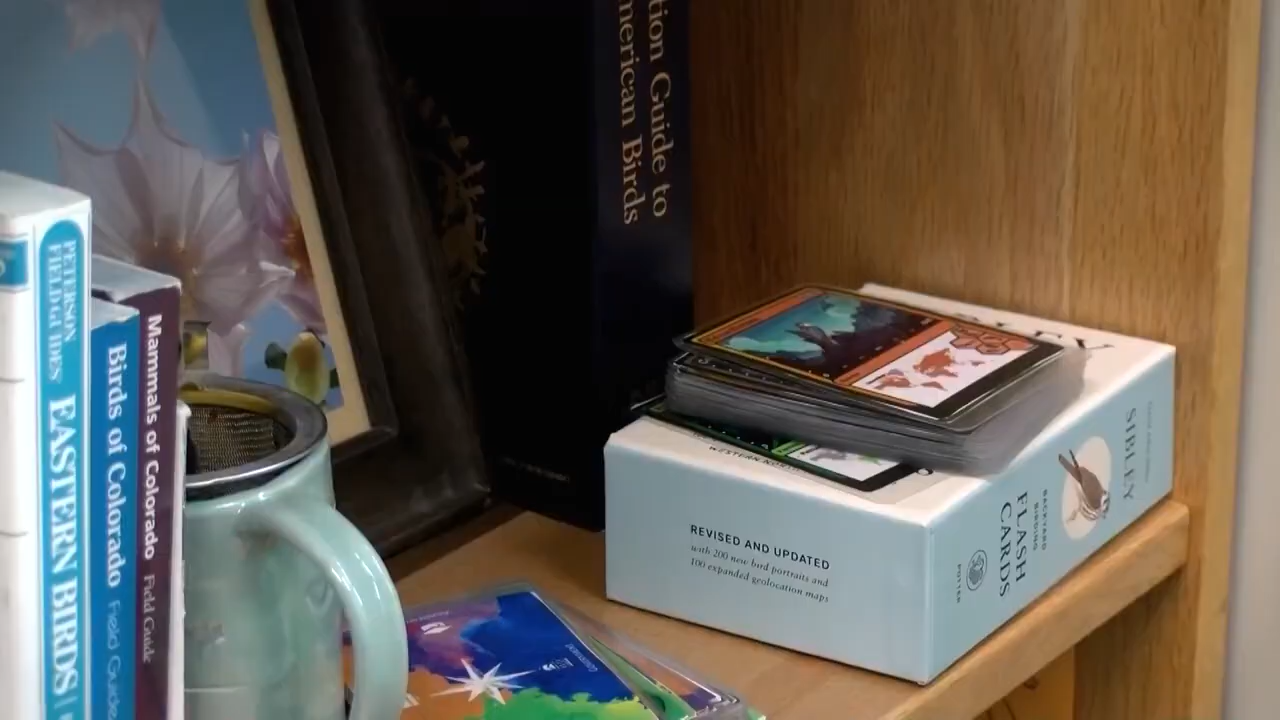 PETERSON
FIELD GUIDES
EASTERN BIRDS
Birds of Colorado Field Guide
Mammals of Colorado Field Guide
tion Guide to
merican Birds
REVISED AND UPDATED
with 200 new bird portraits and
100 expanded geolocation maps
SIBLEY
BACKYARD
BIRDING
FLASH
CARDS
POTTER
WESTERN